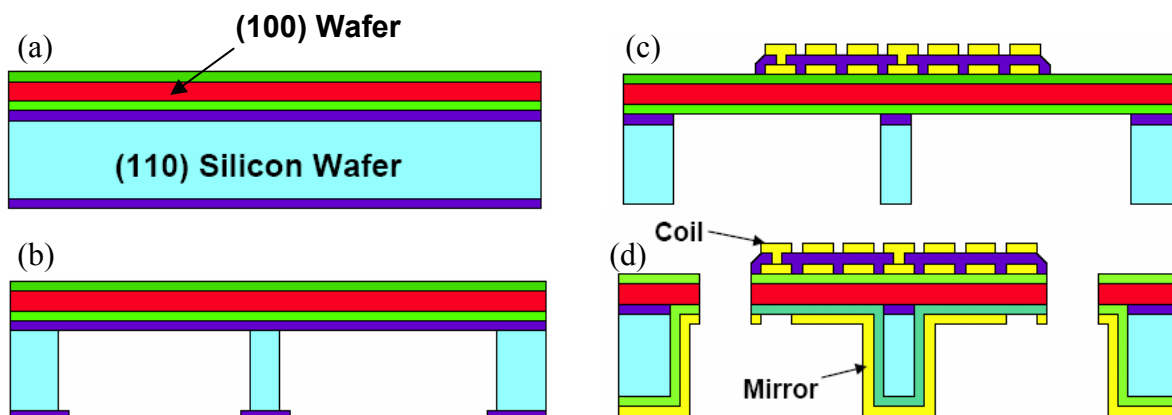 (a)
(100) Wafer
(110) Silicon Wafer
(b)
(c)
(d)
Coil
Mirror